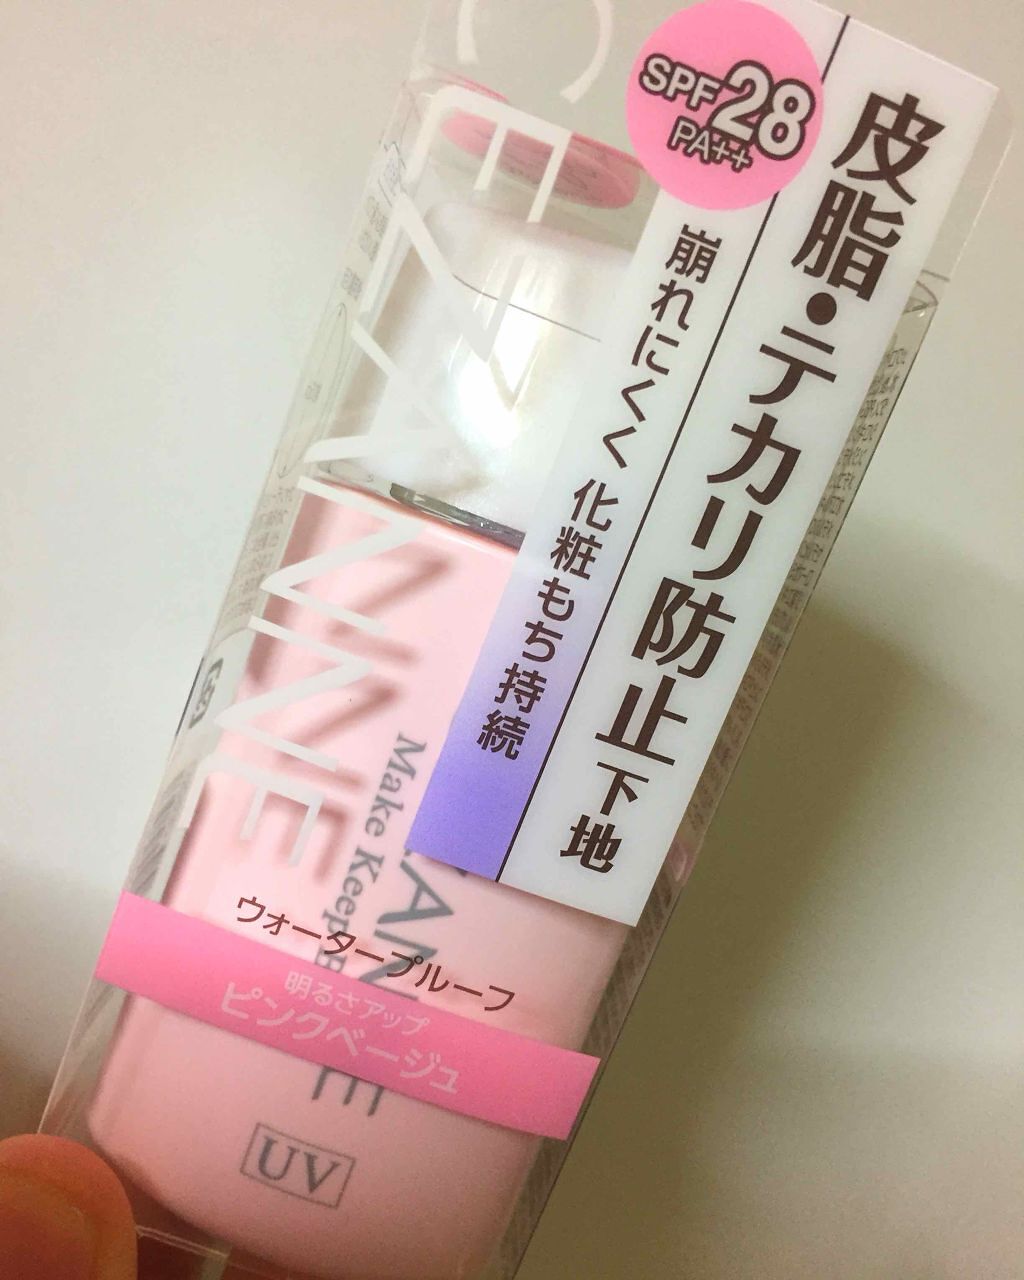 CEZANNE
SPF28
PA++
皮脂・テカリ防止下地
崩れにくく 化粧もち持続
Make Keep B
ZANNE
ウォータープルーフ
明るさアップ
ピンクベージュ
UV